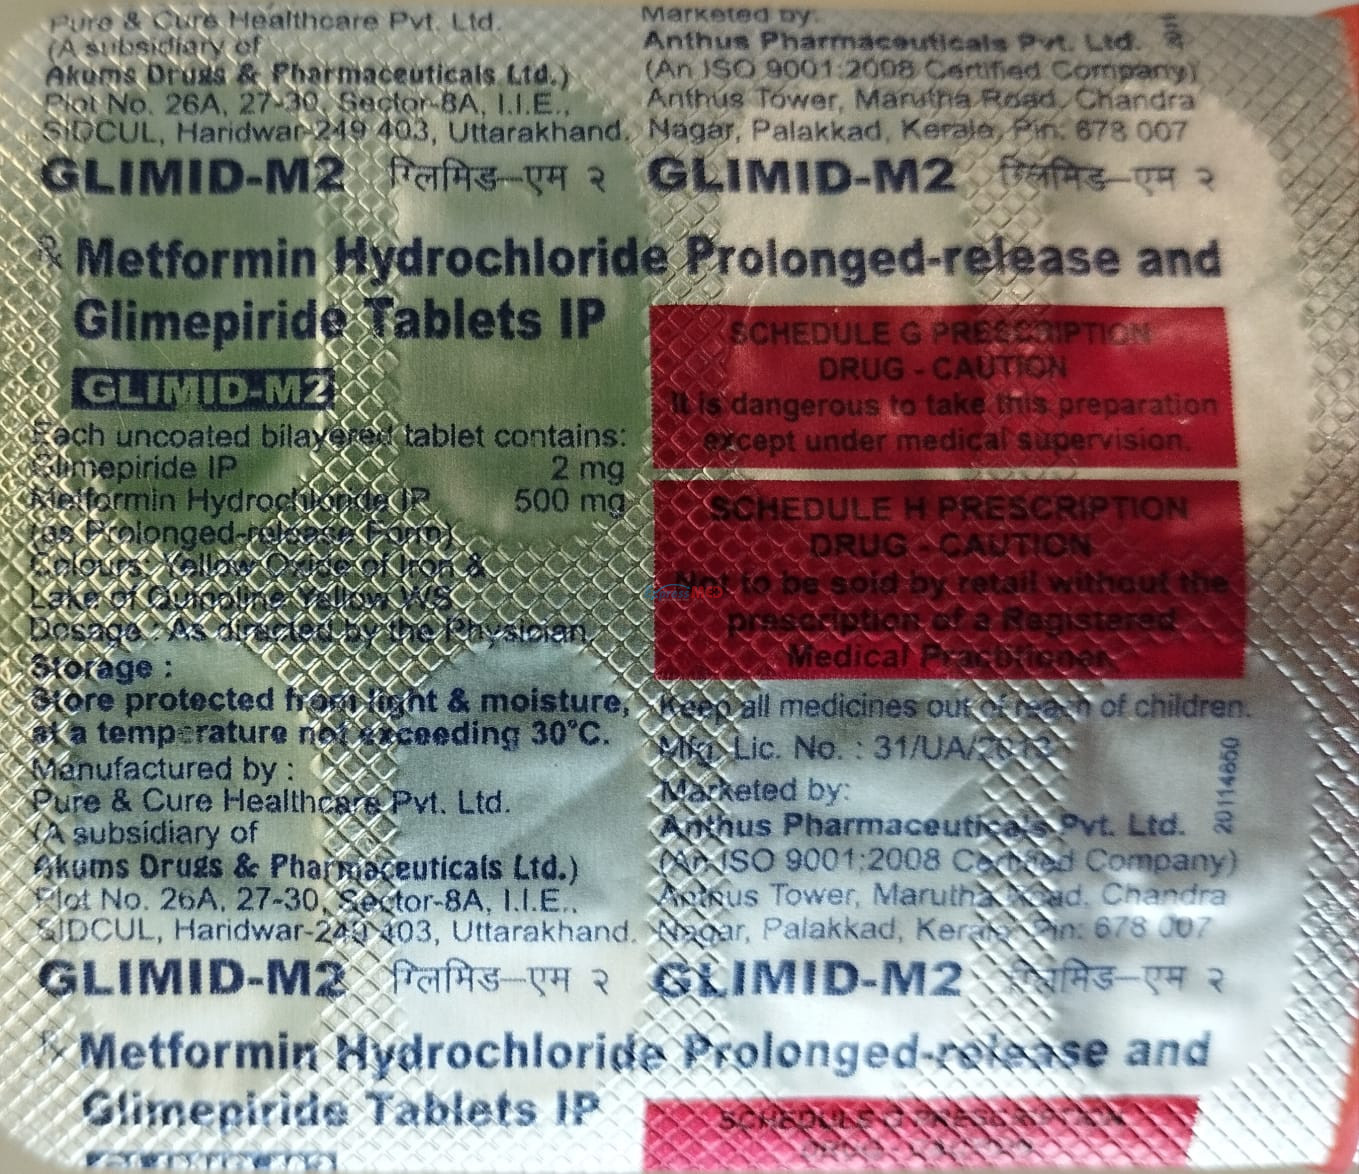 Pure & Cure Healthcare Pvt. Ltd.
(A subsidiary of
Akums Drugs & Pharmaceuticals Ltd.)
Plot No. 26A, 27-30, Sector-8A, I.I.E.,
SIDCUL, Haridwar-249 403, Uttarakhand.
Marketed by:
Anthus Pharmaceuticals Pvt. Ltd.
(An ISO 9001:2008 Certified Company)
Anthus Tower, Marutha Road, Chandra
Nagar, Palakkad, Kerala, Pin: 678 007
GLIMID-M2 ग्लिमिड–एम २ GLIMID-M2 ग्लिमिड–एम २
℞ Metformin Hydrochloride Prolonged-release and
Glimepiride Tablets IP
GLIMID-M2
Each uncoated bilayered tablet contains:
Glimepiride IP 2 mg
Metformin Hydrochloride IP 500 mg
(as Prolonged-release Form)
Colours: Yellow Oxide of Iron &
Lake of Quinoline Yellow WS
Dosage : As directed by the Physician.
Storage :
Store protected from light & moisture,
at a temperature not exceeding 30°C.
Manufactured by :
Pure & Cure Healthcare Pvt. Ltd.
(A subsidiary of
Akums Drugs & Pharmaceuticals Ltd.)
Plot No. 26A, 27-30, Sector-8A, I.I.E.,
SIDCUL, Haridwar-249 403, Uttarakhand.
SCHEDULE G PRESCRIPTION
DRUG - CAUTION
It is dangerous to take this preparation
except under medical supervision.
SCHEDULE H PRESCRIPTION
DRUG - CAUTION
Not to be sold by retail without the
prescription of a Registered
Medical Practitioner.
Keep all medicines out of reach of children.
Mfg. Lic. No. : 31/UA/2013
Marketed by:
Anthus Pharmaceuticals Pvt. Ltd.
(An ISO 9001:2008 Certified Company)
Anthus Tower, Marutha Road, Chandra
Nagar, Palakkad, Kerala, Pin: 678 007
20114650
GLIMID-M2 ग्लिमिड–एम २ GLIMID-M2 ग्लिमिड–एम २
℞ Metformin Hydrochloride Prolonged-release and
Glimepiride Tablets IP
SCHEDULE G PRESCRIPTION